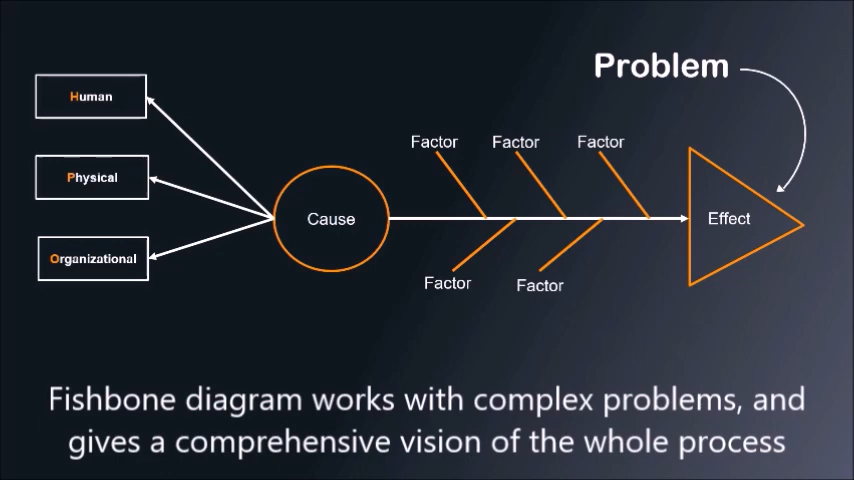 Problem
Human
Factor
Factor
Factor
Physical
Cause
Effect
Organizational
Factor
Factor
Fishbone diagram works with complex problems, and
gives a comprehensive vision of the whole process